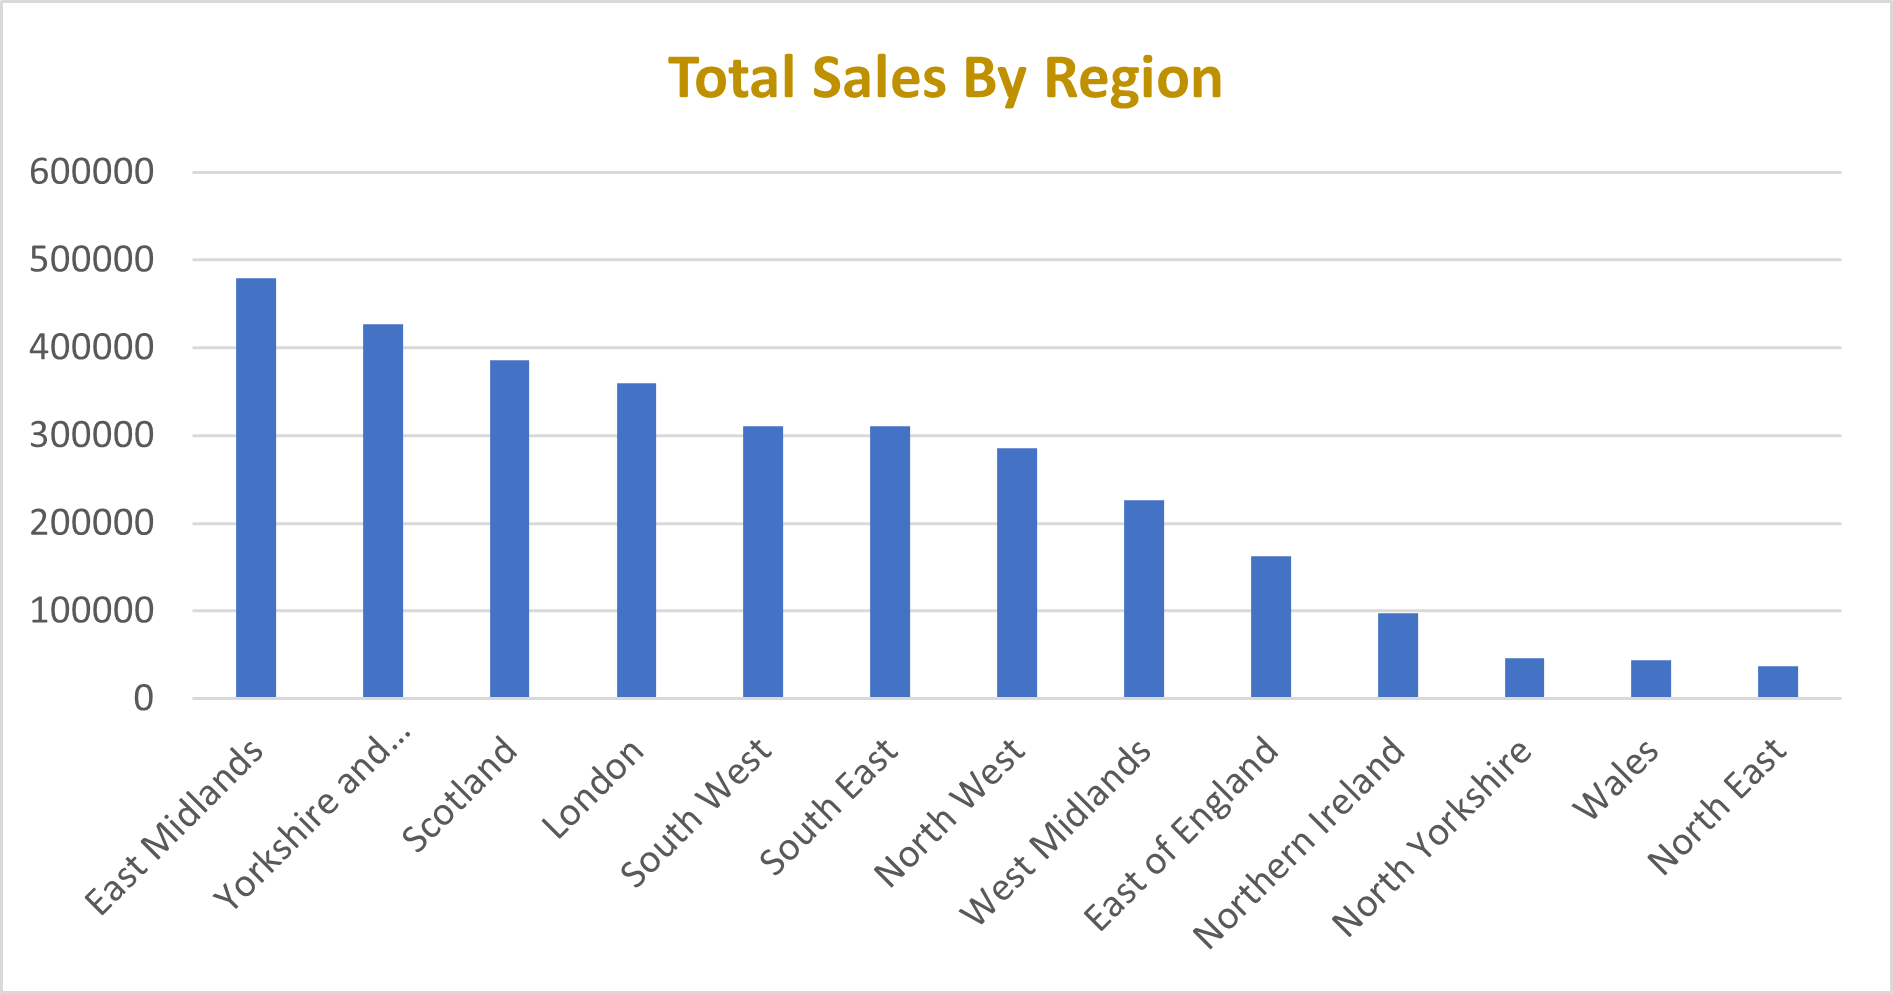 Total Sales By Region
600000
500000
400000
300000
200000
100000
0
East Midlands
Yorkshire and...
Scotland
London
South West
South East
North West
West Midlands
East of England
Northern Ireland
North Yorkshire
Wales
North East